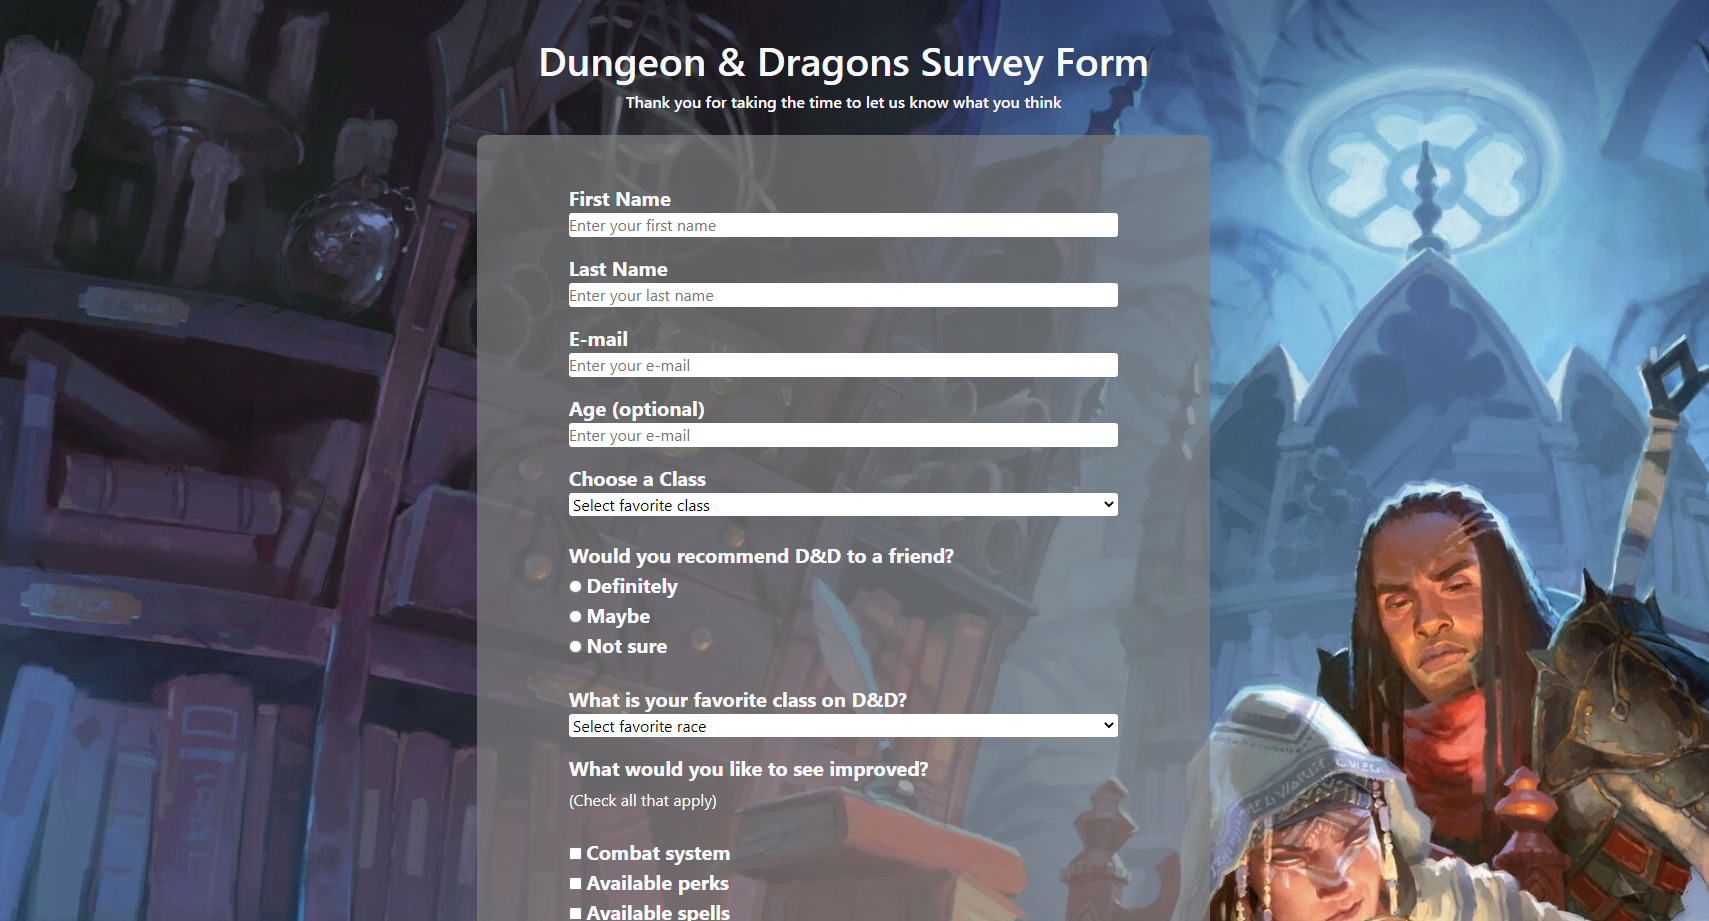 Dungeon & Dragons Survey Form
Thank you for taking the time to let us know what you think
First Name
Enter your first name
Last Name
Enter your last name
E-mail
Enter your e-mail
Age (optional)
Enter your e-mail
Choose a Class
Select favorite class
Would you recommend D&D to a friend?
Definitely
Maybe
Not sure
What is your favorite class on D&D?
Select favorite race
What would you like to see improved?
(Check all that apply)
Combat system
Available perks
Available spells